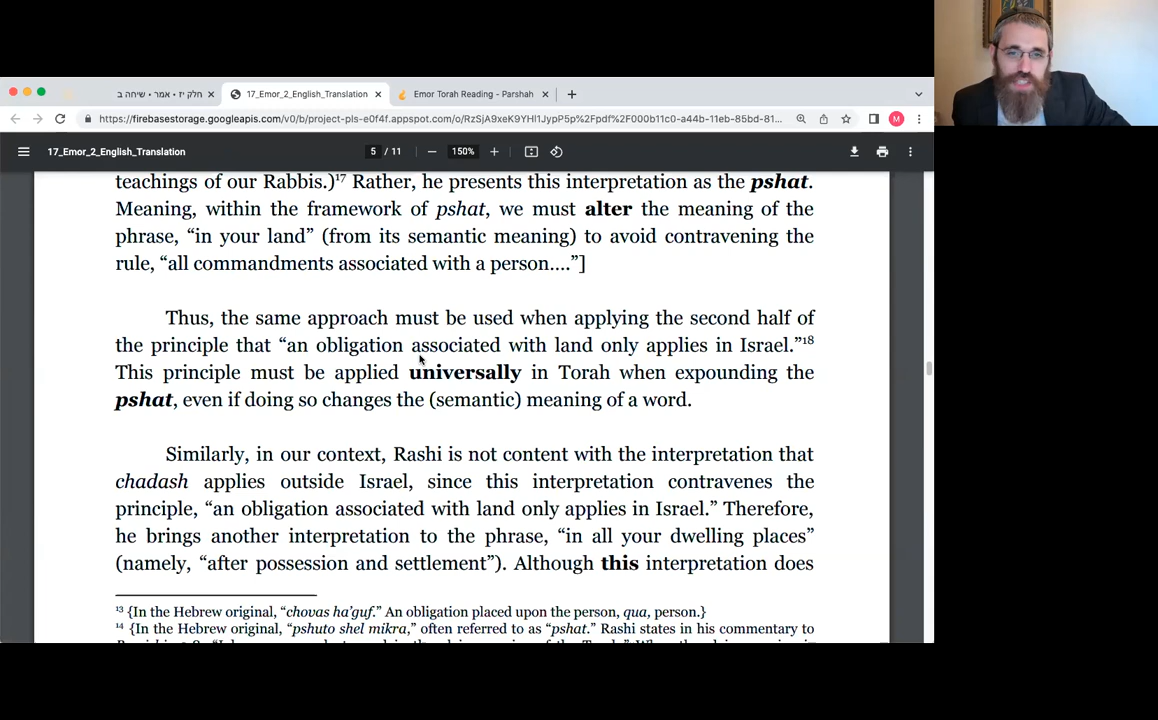 חלק יז • אמר • שיחה ב
17_Emor_2_English_Translation
Emor Torah Reading - Parshah
https://firebasestorage.googleapis.com/v0/b/project-pls-e0f4f.appspot.com/o/RzSjA9xeK9YHl1JypP5p%2Fpdf%2F000b11c0-a44b-11eb-85bd-81...
M
17_Emor_2_English_Translation
5 / 11
150%
teachings of our Rabbis.)17 Rather, he presents this interpretation as the pshat.
Meaning, within the framework of pshat, we must alter the meaning of the
phrase, “in your land” (from its semantic meaning) to avoid contravening the
rule, “all commandments associated with a person....”]
Thus, the same approach must be used when applying the second half of
the principle that “an obligation associated with land only applies in Israel.”18
This principle must be applied universally in Torah when expounding the
pshat, even if doing so changes the (semantic) meaning of a word.
Similarly, in our context, Rashi is not content with the interpretation that
chadash applies outside Israel, since this interpretation contravenes the
principle, “an obligation associated with land only applies in Israel.” Therefore,
he brings another interpretation to the phrase, “in all your dwelling places”
(namely, “after possession and settlement”). Although this interpretation does
13 {In the Hebrew original, “chovas ha’guf.” An obligation placed upon the person, qua, person.}
14 {In the Hebrew original, “pshuto shel mikra,” often referred to as “pshat.” Rashi states in his commentary to